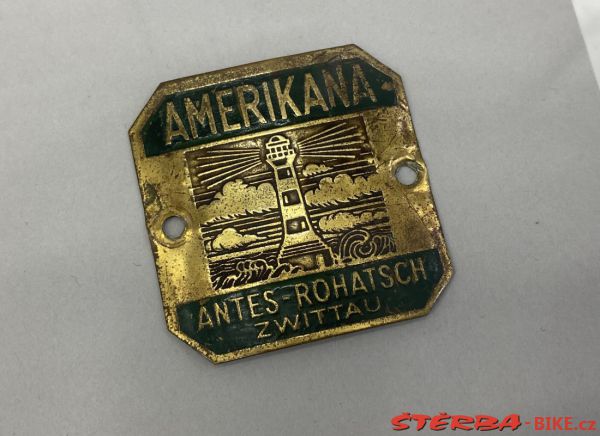 AMERIKANA
ANTES-ROHATSCH
ZWITTAU
ŠTĚRBA-BIKE.cz